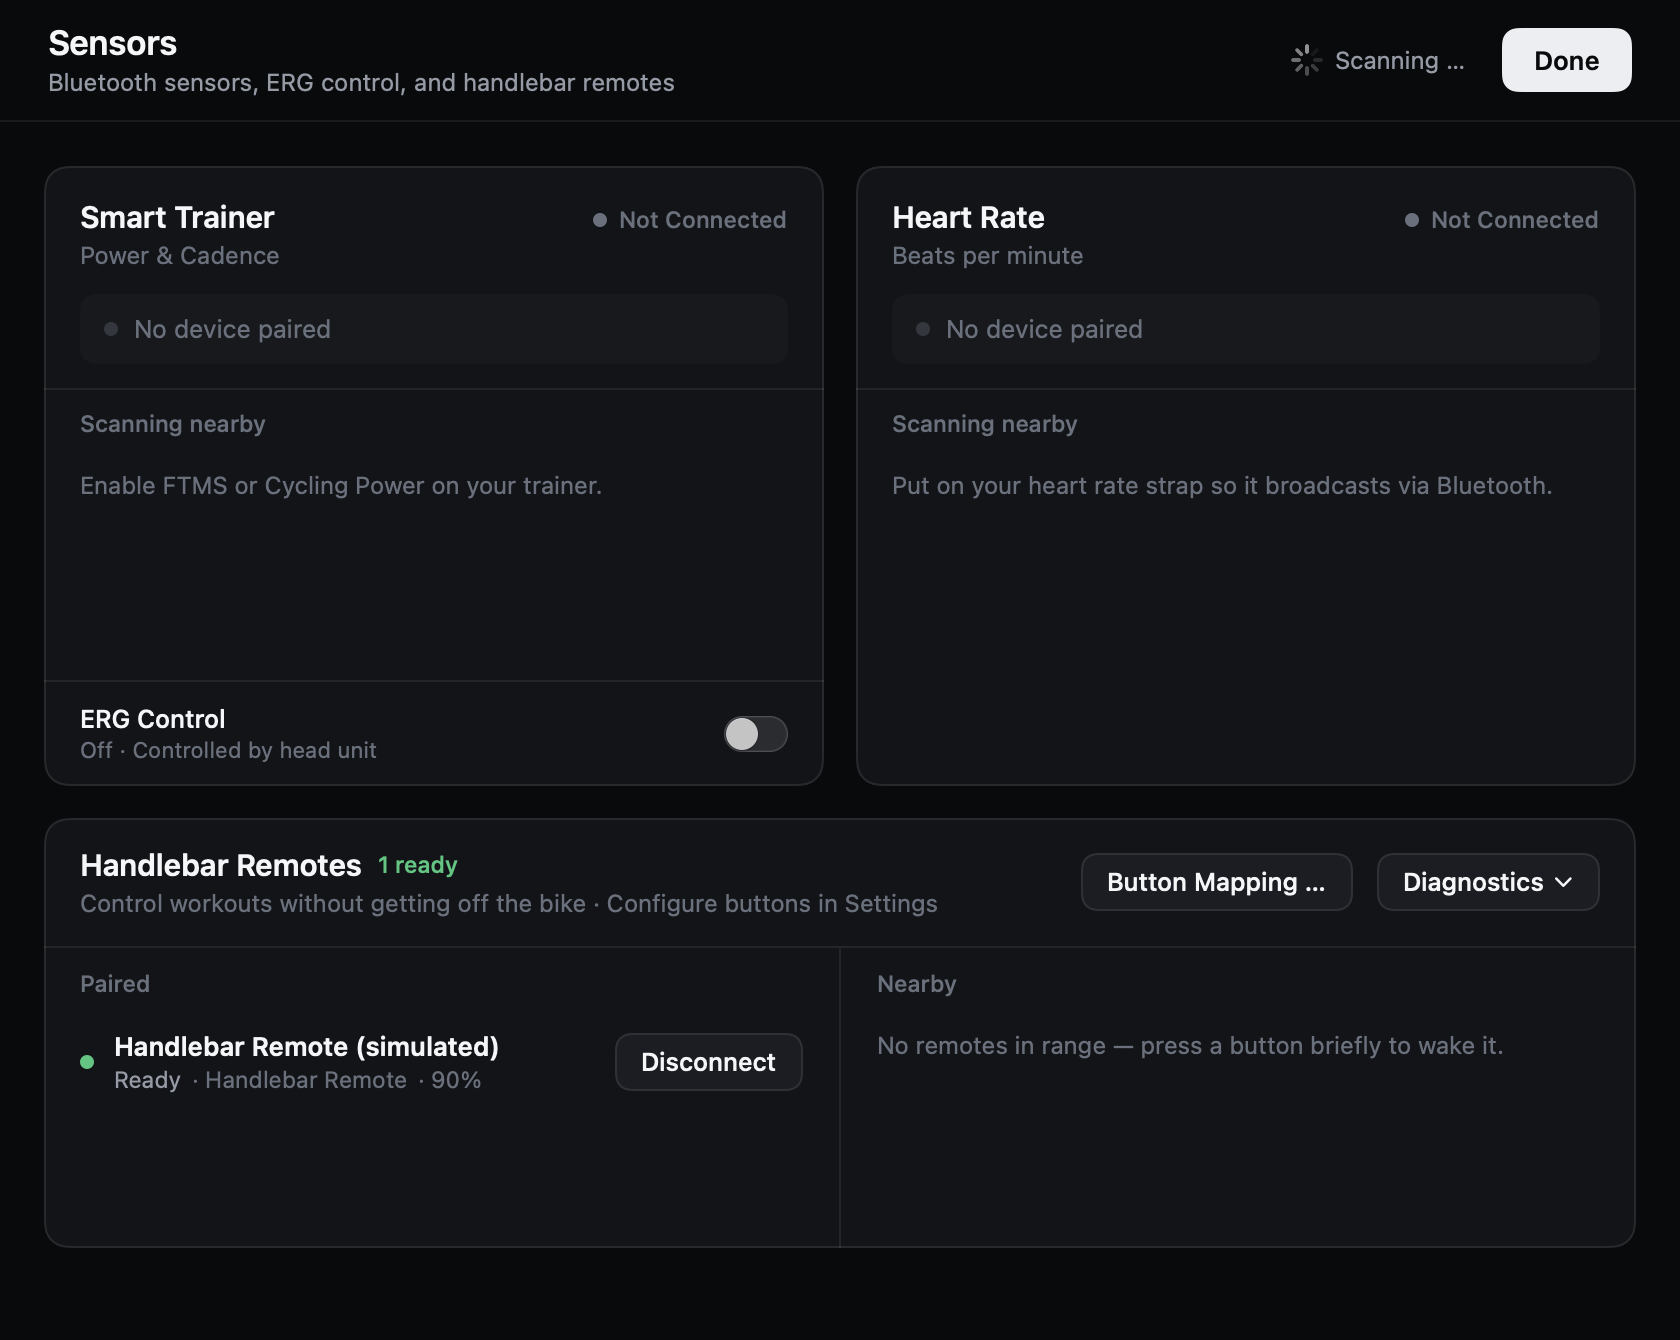 Sensors
Bluetooth sensors, ERG control, and handlebar remotes
Scanning ...
Done
Smart Trainer
Not Connected
Power & Cadence
No device paired
Scanning nearby
Enable FTMS or Cycling Power on your trainer.
ERG Control
Off · Controlled by head unit
Heart Rate
Not Connected
Beats per minute
No device paired
Scanning nearby
Put on your heart rate strap so it broadcasts via Bluetooth.
Handlebar Remotes 1 ready
Control workouts without getting off the bike · Configure buttons in Settings
Button Mapping ...
Diagnostics
Paired
Handlebar Remote (simulated)
Ready · Handlebar Remote · 90%
Disconnect
Nearby
No remotes in range — press a button briefly to wake it.